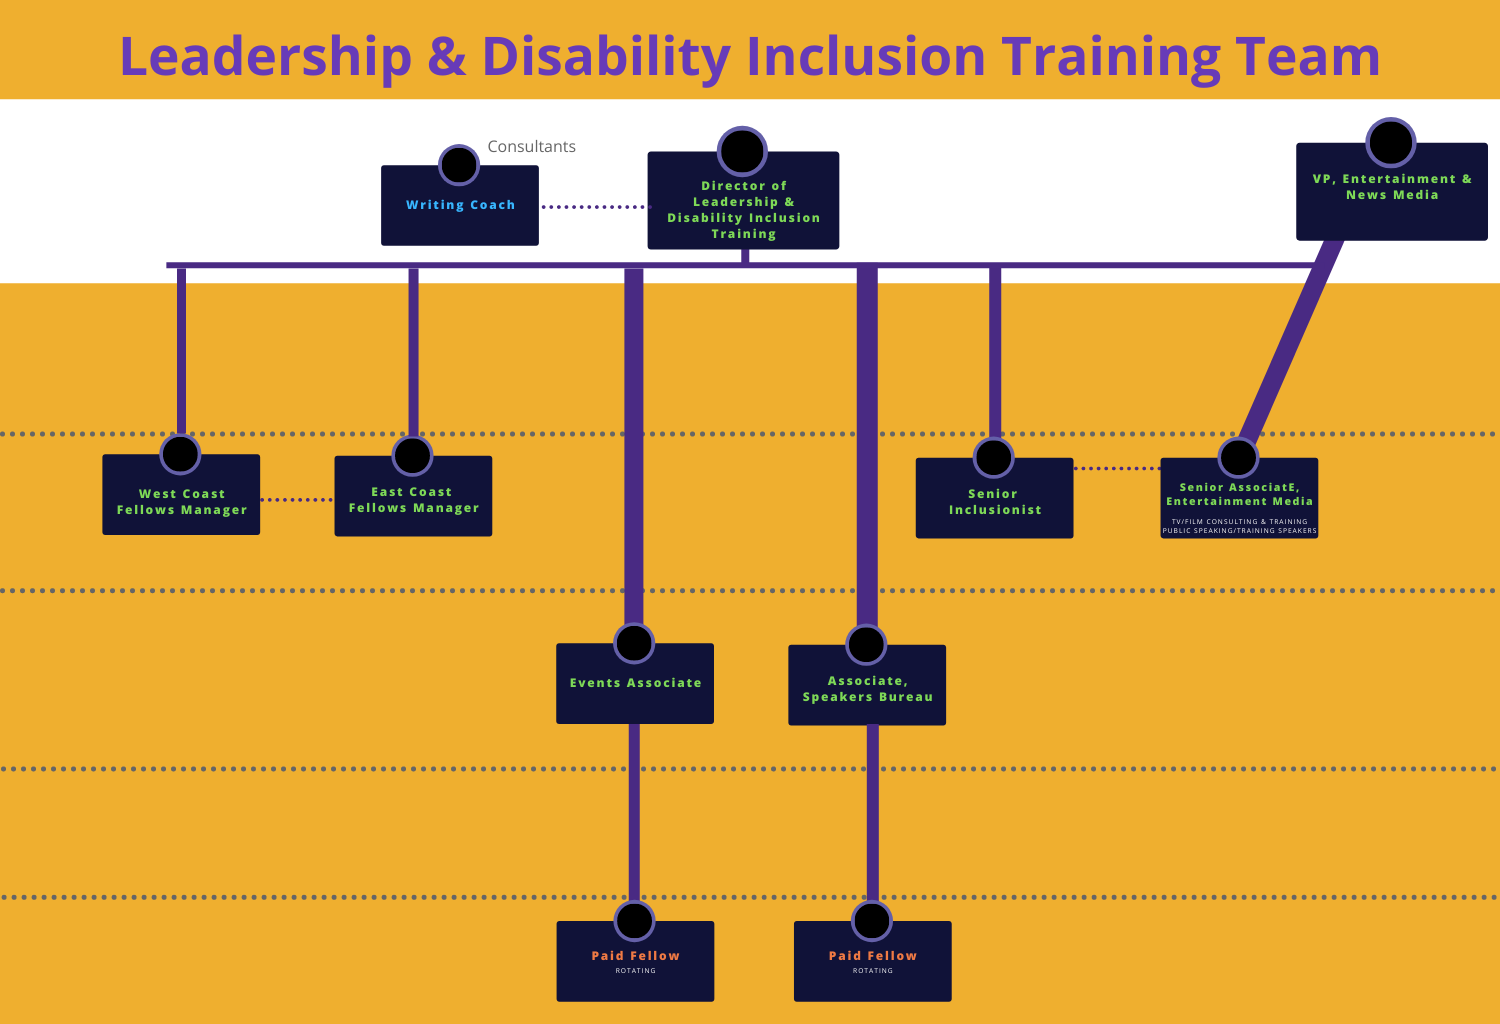 Leadership & Disability Inclusion Training Team
Consultants
Writing Coach
Director of
Leadership &
Disability Inclusion
Training
VP, Entertainment &
News Media
West Coast
Fellows Manager
East Coast
Fellows Manager
Senior
Inclusionist
Senior AssociatE,
Entertainment Media
TV/FILM CONSULTING & TRAINING
PUBLIC SPEAKING/TRAINING SPEAKERS
Events Associate
Associate,
Speakers Bureau
Paid Fellow
ROTATING
Paid Fellow
ROTATING